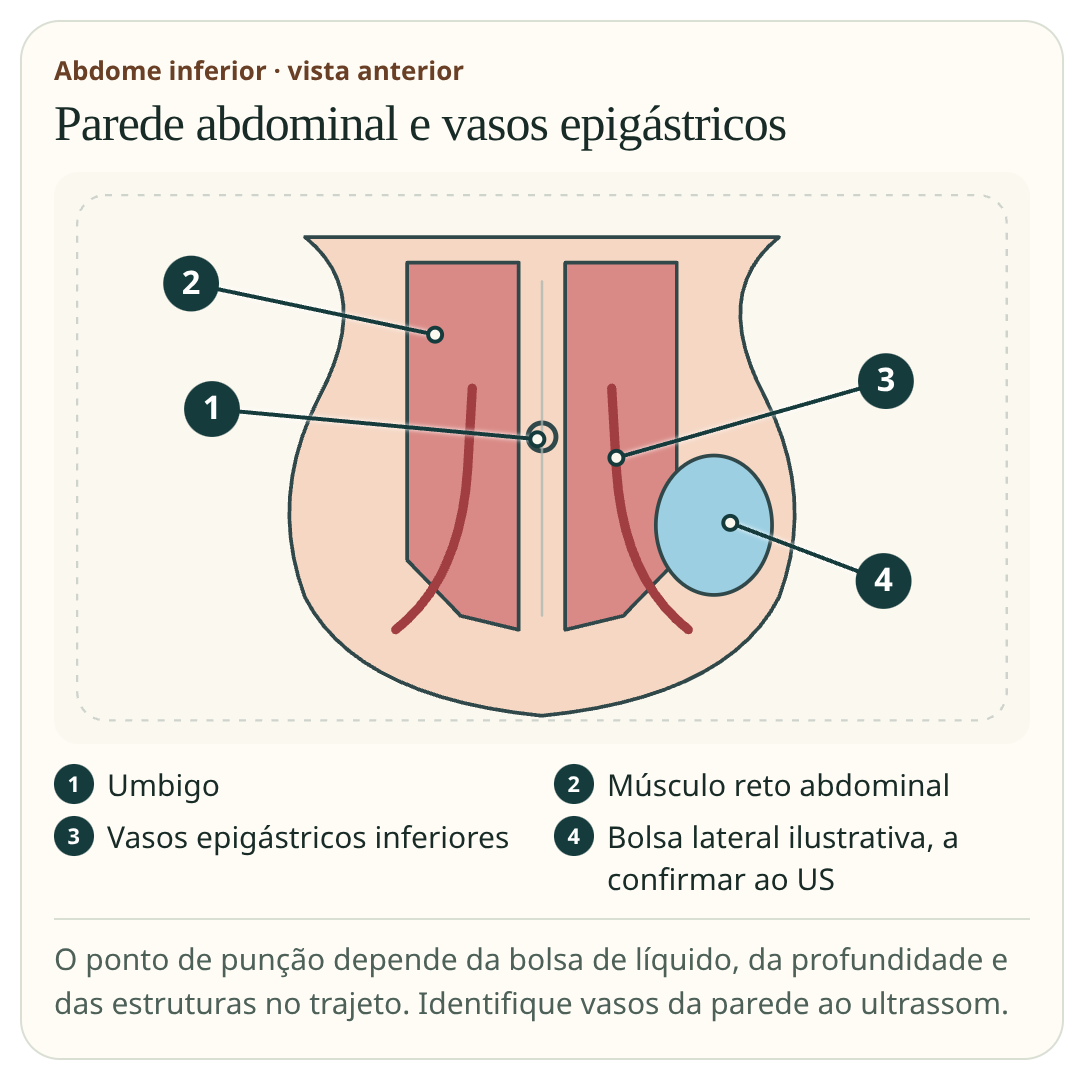 Abdome inferior · vista anterior
Parede abdominal e vasos epigástricos
2
1
3
4
1 Umbigo
2 Músculo reto abdominal
3 Vasos epigástricos inferiores
4 Bolsa lateral ilustrativa, a
confirmar ao US
O ponto de punção depende da bolsa de líquido, da profundidade e
das estruturas no trajeto. Identifique vasos da parede ao ultrassom.